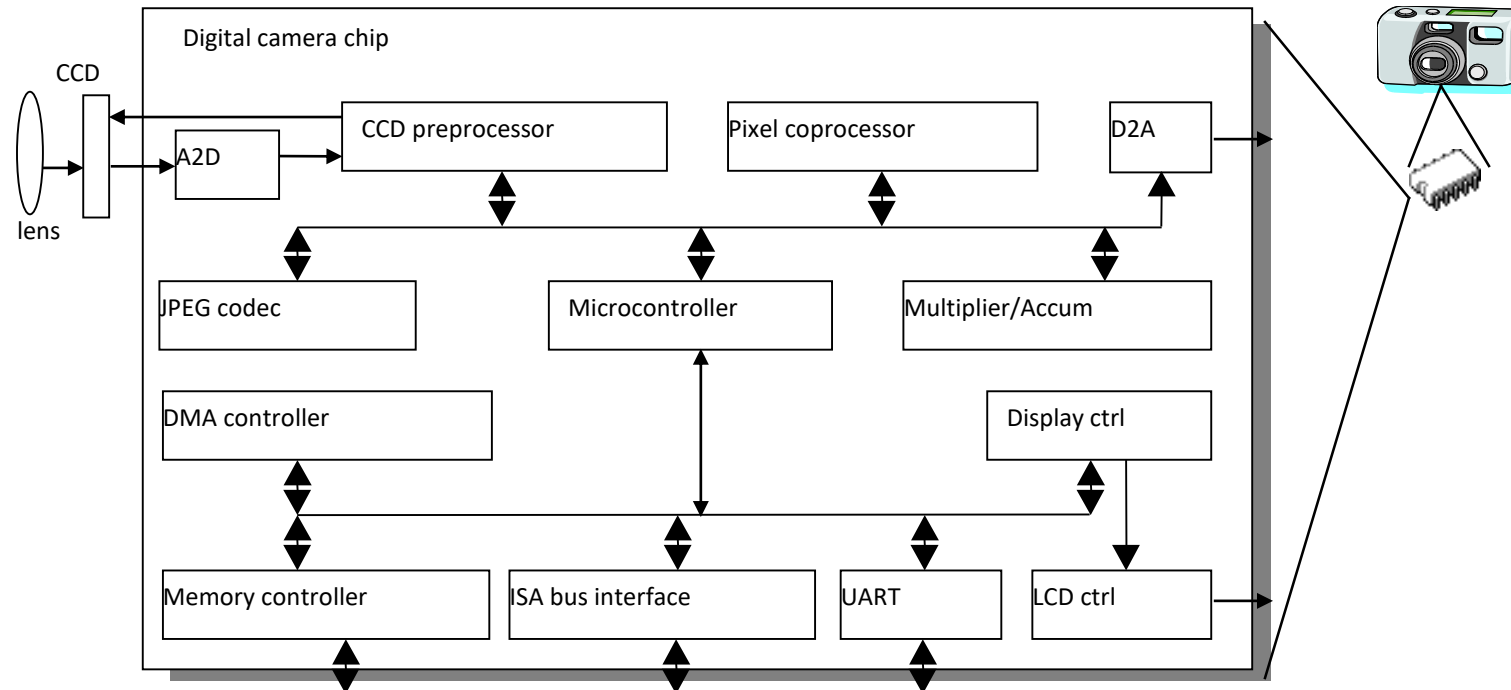 Digital camera chip
CCD
CCD preprocessor
Pixel coprocessor
D2A
A2D
lens
JPEG codec
Microcontroller
Multiplier/Accum
DMA controller
Display ctrl
Memory controller
ISA bus interface
UART
LCD ctrl